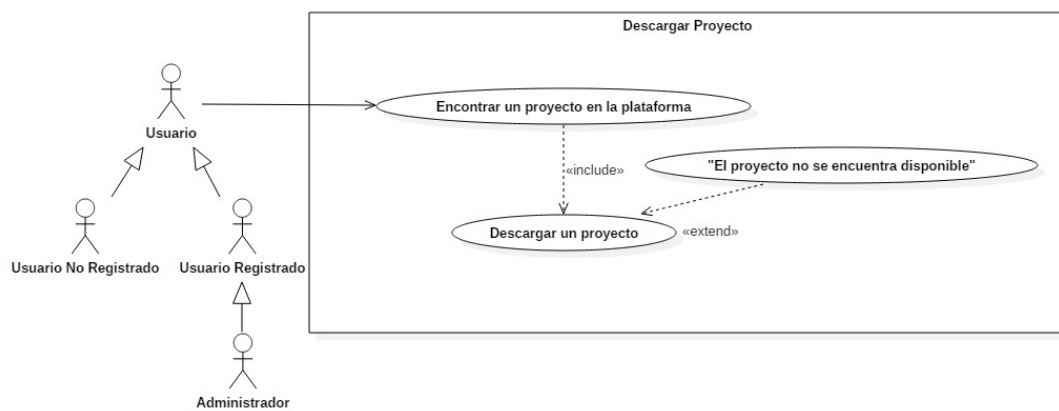 Descargar Proyecto
Encontrar un proyecto en la plataforma
Usuario
"El proyecto no se encuentra disponible"
«include»
Descargar un proyecto
«extend»
Usuario No Registrado
Usuario Registrado
Administrador